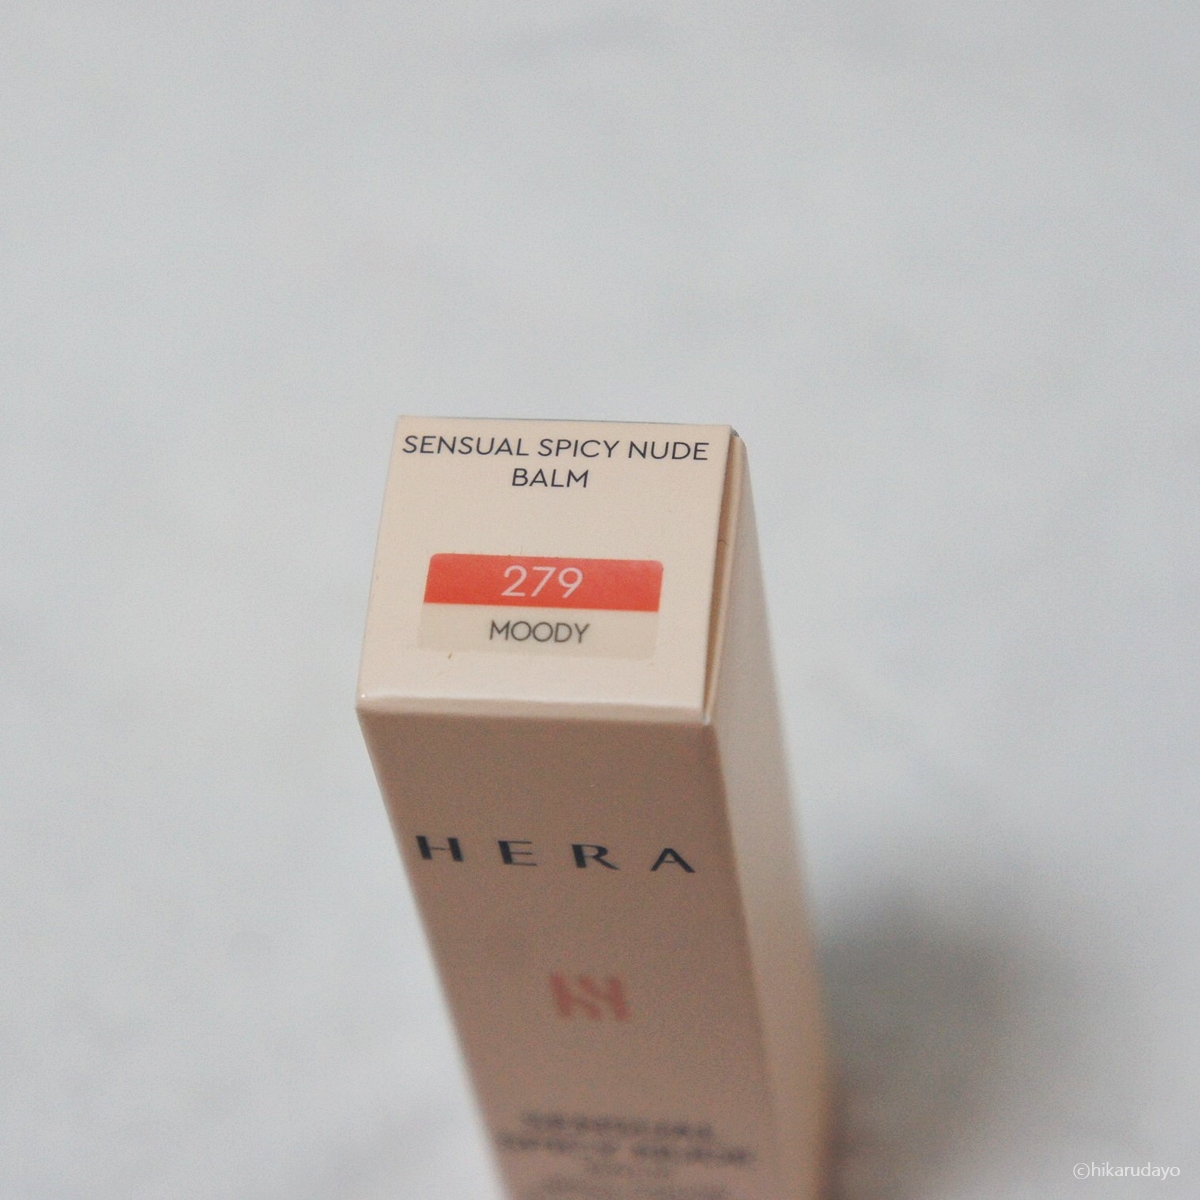 SENSUAL SPICY NUDE
BALM
279
MOODY
HERA
©hikarudayo